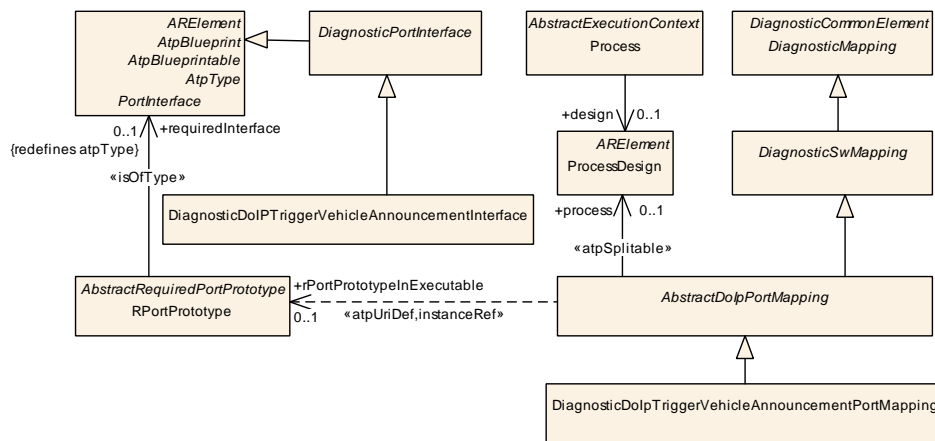 ARElement
AtpBlueprint
AtpBlueprintable
AtpType
PortInterface
DiagnosticPortInterface
AbstractExecutionContext
Process
DiagnosticCommonElement
DiagnosticMapping
0..1
+requiredInterface
{redefines atpType}
«isOfType»
+design
0..1
ARElement
ProcessDesign
DiagnosticSwMapping
DiagnosticDoIPTriggerVehicleAnnouncementInterface
+process
0..1
«atpSplitable»
AbstractRequiredPortPrototype
RPortPrototype
+rPortPrototypeInExecutable
0..1
«atpUriDef,instanceRef»
AbstractDoIpPortMapping
DiagnosticDoIpTriggerVehicleAnnouncementPortMapping